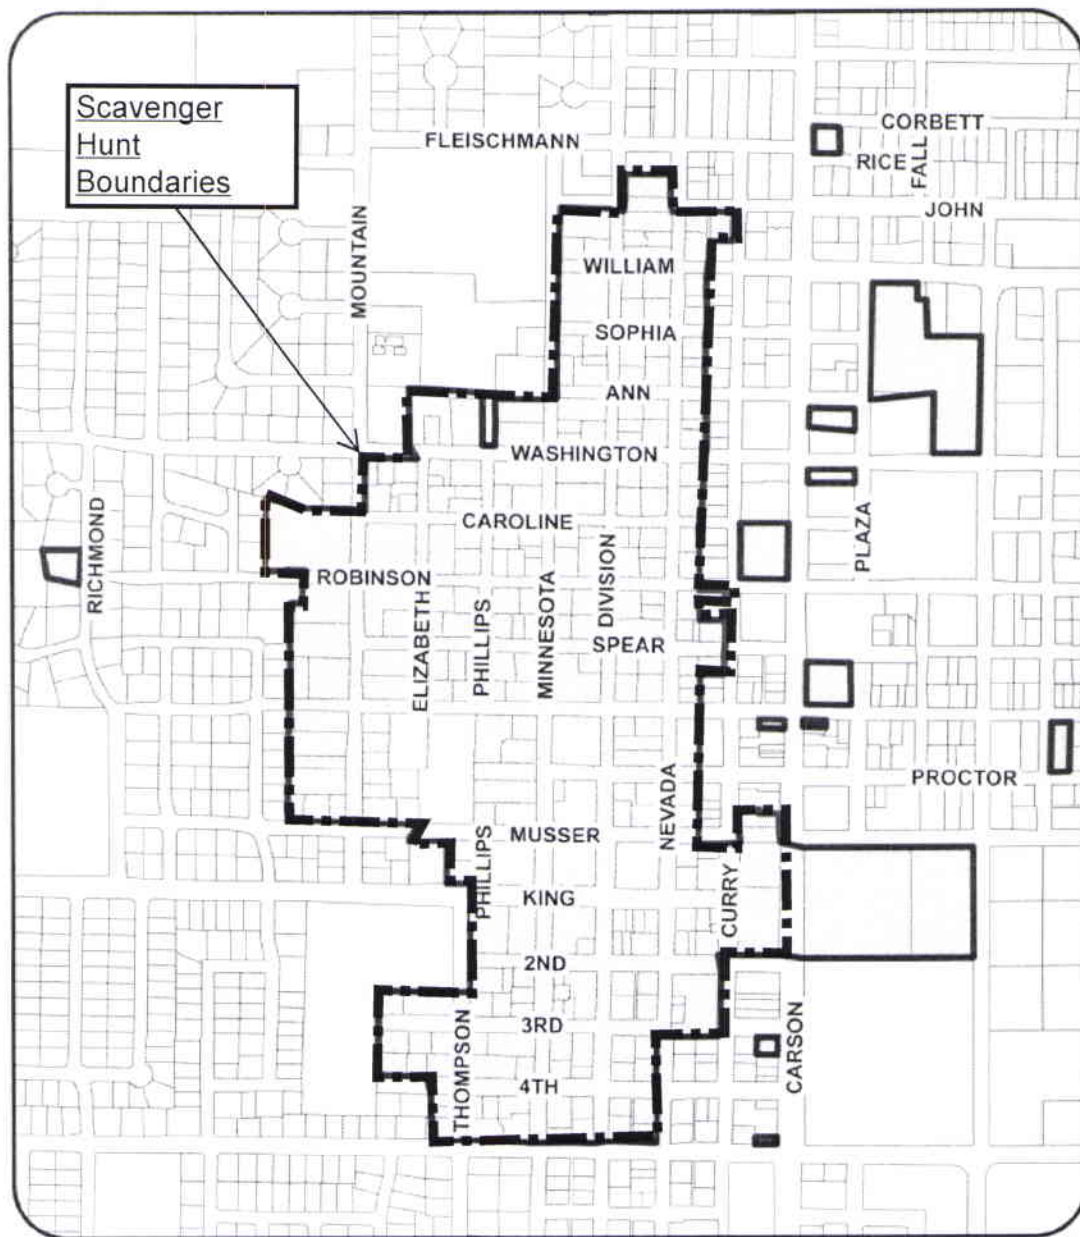 Scavenger
Hunt
Boundaries
FLEISCHMANN
CORBETT
RICE
FALL
JOHN
MOUNTAIN
WILLIAM
SOPHIA
ANN
WASHINGTON
CAROLINE
RICHMOND
ROBINSON
ELIZABETH
PHILLIPS
MINNESOTA
DIVISION
SPEAR
PLAZA
PROCTOR
NEVADA
MUSSER
PHILLIPS
KING
CURRY
2ND
3RD
THOMPSON
4TH
CARSON